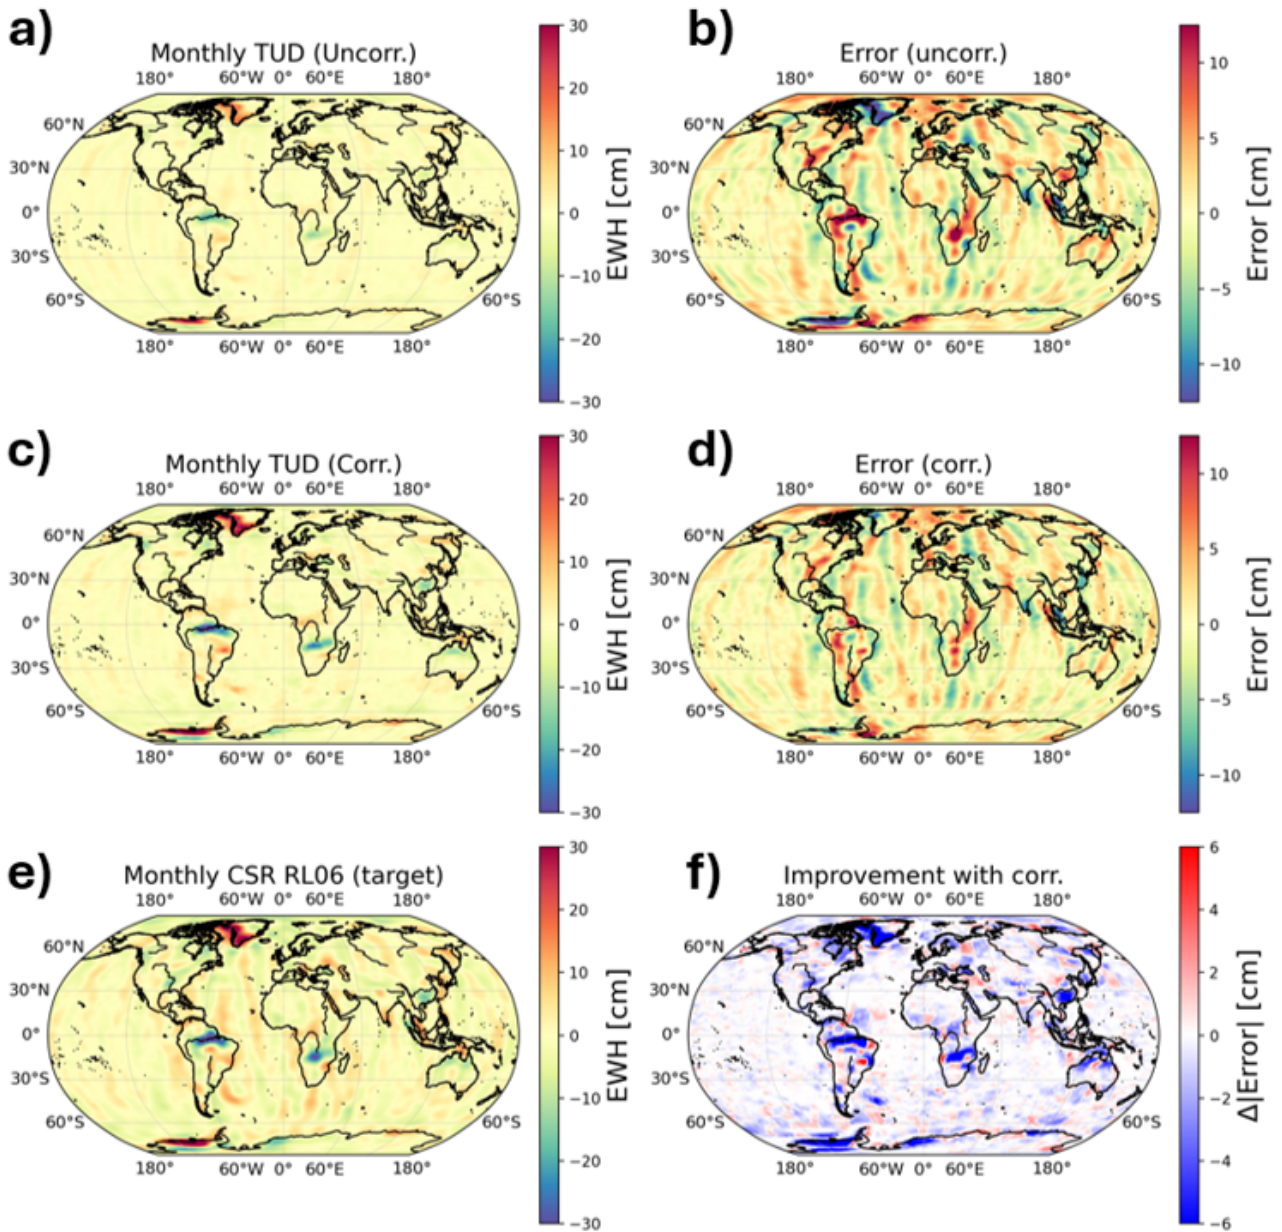 a)
Monthly TUD (Uncorr.)
180° 60°W 0° 60°E 180°
60°N
30°N
0°
30°S
60°S 60°S
180° 60°W 0° 60°E 180°
30
20
10
0
−10
−20
−30
EWH [cm]
b)
Error (uncorr.)
180° 60°W 0° 60°E 180°
60°N
30°N
0°
30°S
60°S 60°S
180° 60°W 0° 60°E 180°
10
5
0
−5
−10
Error [cm]
c)
Monthly TUD (Corr.)
180° 60°W 0° 60°E 180°
60°N
30°N
0°
30°S
60°S 60°S
180° 60°W 0° 60°E 180°
30
20
10
0
−10
−20
−30
EWH [cm]
d)
Error (corr.)
180° 60°W 0° 60°E 180°
60°N
30°N
0°
30°S
60°S 60°S
180° 60°W 0° 60°E 180°
10
5
0
−5
−10
Error [cm]
e)
Monthly CSR RL06 (target)
180° 60°W 0° 60°E 180°
60°N
30°N
0°
30°S
60°S 60°S
180° 60°W 0° 60°E 180°
30
20
10
0
−10
−20
−30
EWH [cm]
f)
Improvement with corr.
180° 60°W 0° 60°E 180°
60°N
30°N
0°
30°S
60°S 60°S
180° 60°W 0° 60°E 180°
6
4
2
0
−2
−4
−6
Δ|Error| [cm]